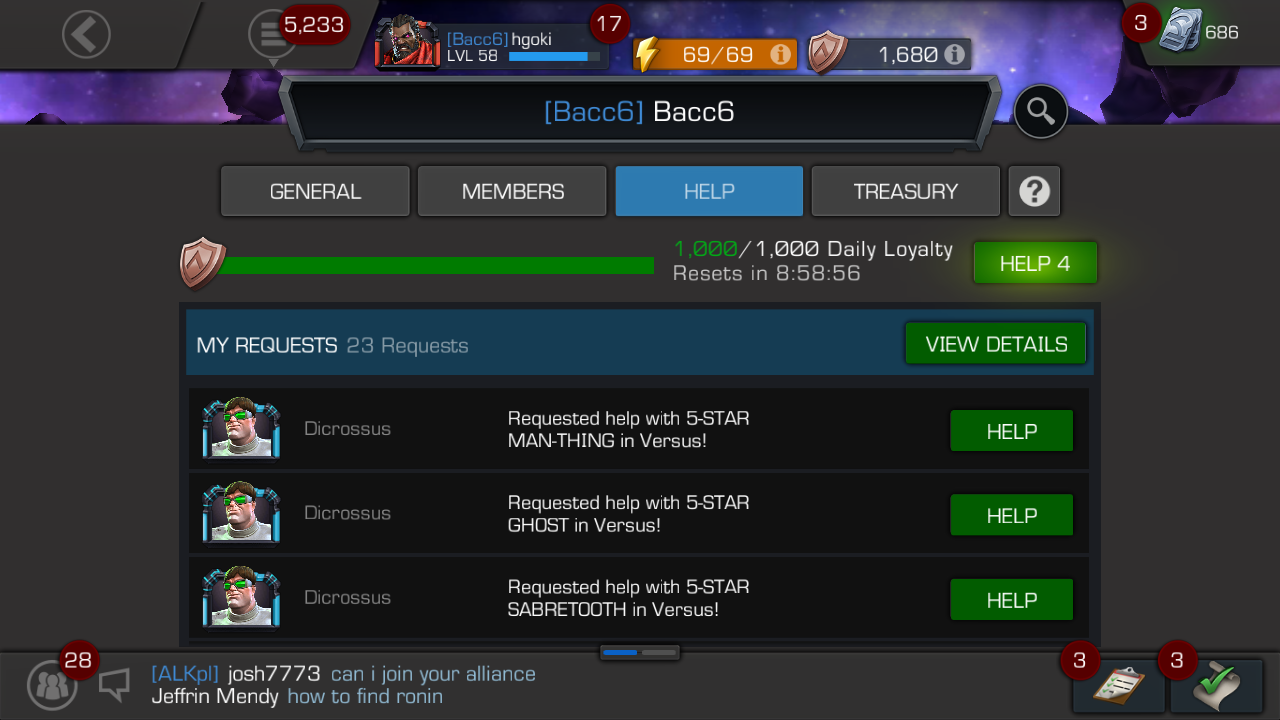 5,233
[Bacc6] hgoki
LVL 58
17
69/69
1,680
3
686
[Bacc6] Bacc6
GENERAL
MEMBERS
HELP
TREASURY
?
1,000/1,000 Daily Loyalty
Resets in 8:58:56
HELP 4
MY REQUESTS 23 Requests
VIEW DETAILS
Dicrossus
Requested help with 5-STAR
MAN-THING in Versus!
HELP
Dicrossus
Requested help with 5-STAR
GHOST in Versus!
HELP
Dicrossus
Requested help with 5-STAR
SABRETOOTH in Versus!
HELP
28
[ALKpl] josh7773 can i join your alliance
Jeffrin Mendy how to find ronin
3
3